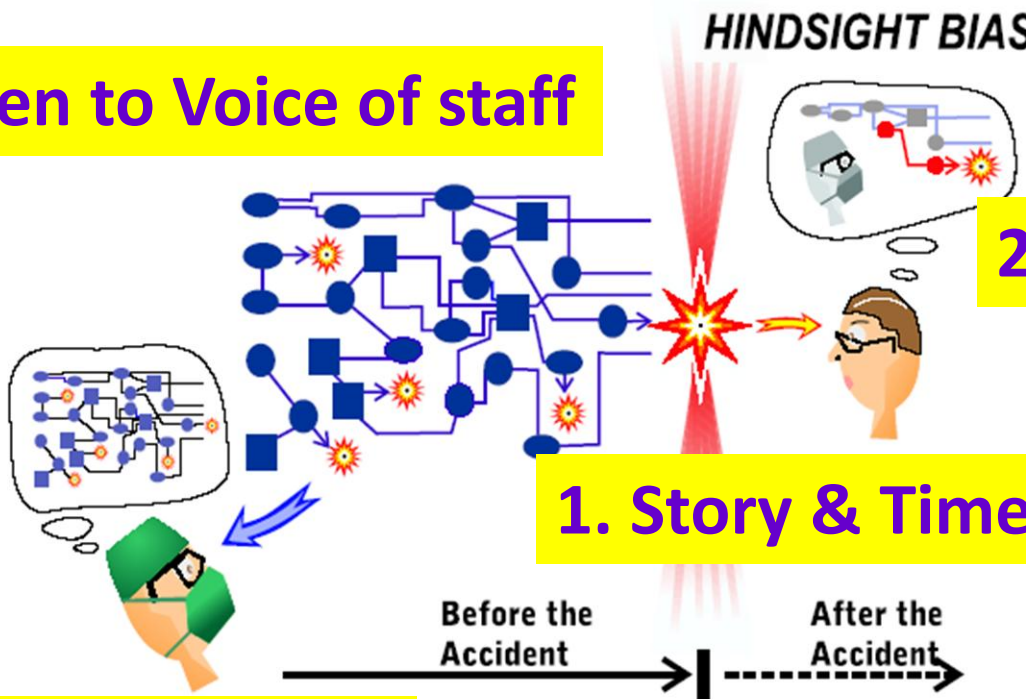 HINDSIGHT BIAS
en to Voice of staff
2
1. Story & Time
Before the
Accident
After the
Accident